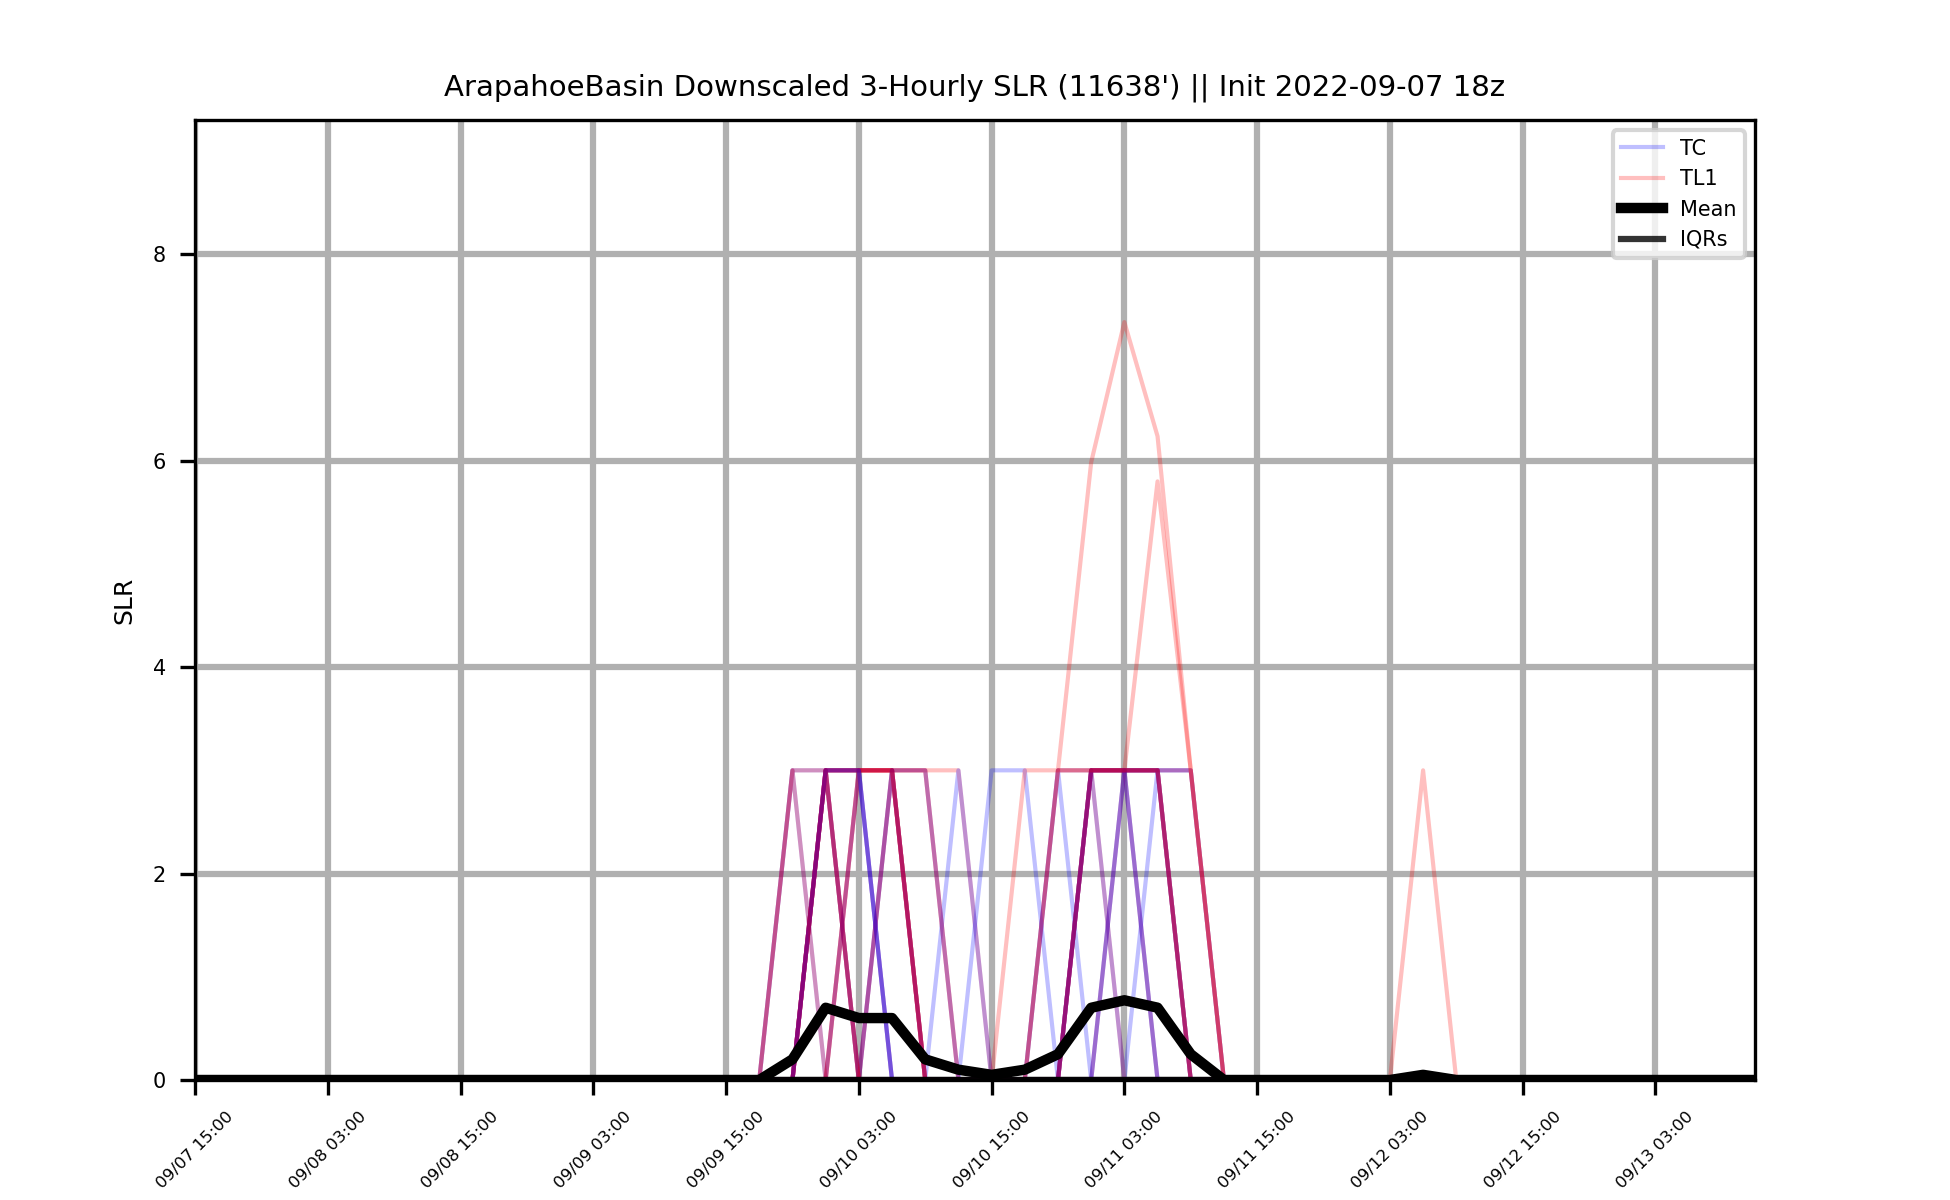 ArapahoeBasin Downscaled 3-Hourly SLR (11638') || Init 2022-09-07 18z
TC
TL1
Mean
IQRs
8
6
4
2
0
SLR
09/07 15:00
09/08 03:00
09/08 15:00
09/09 03:00
09/09 15:00
09/10 03:00
09/10 15:00
09/11 03:00
09/11 15:00
09/12 03:00
09/12 15:00
09/13 03:00